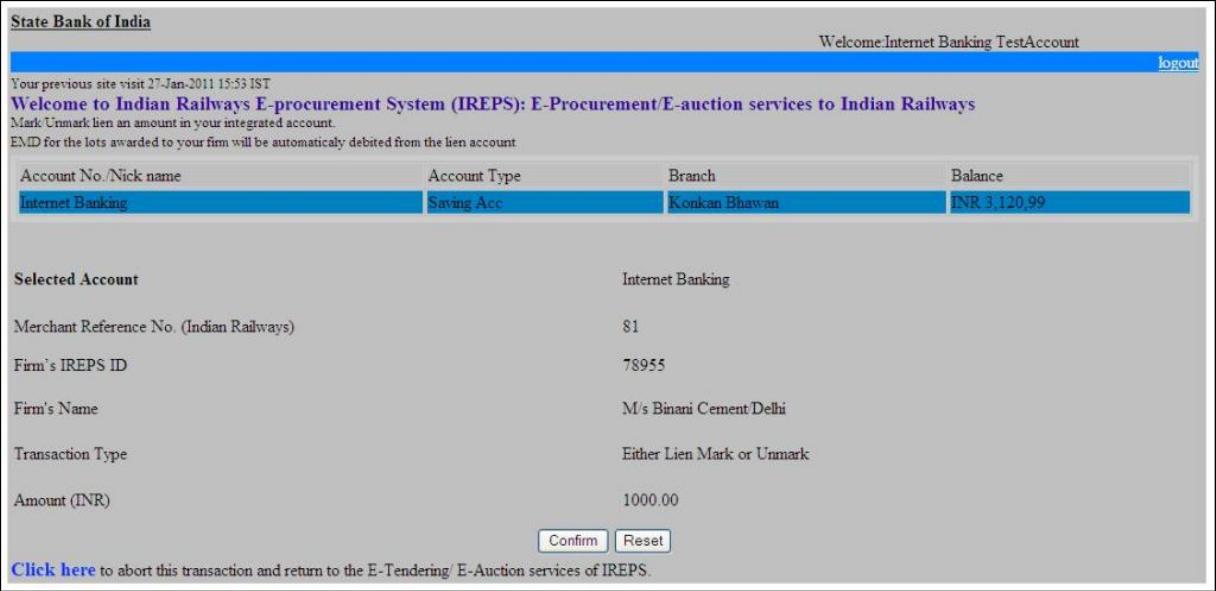 State Bank of India
Welcome:Internet Banking TestAccount
logout
Your previous site visit 27-Jan-2011 15:53 IST
Welcome to Indian Railways E-procurement System (IREPS): E-Procurement/E-auction services to Indian Railways
Mark/Unmark lien an amount in your integrated account.
EMD for the lots awarded to your firm will be automaticaly debited from the lien account
Account No./Nick name Account Type Branch Balance
Internet Banking Saving Acc Konkan Bhawan INR 3,120,99
Selected Account Internet Banking
Merchant Reference No. (Indian Railways) 81
Firm's IREPS ID 78955
Firm's Name M/s Binani Cement/Delhi
Transaction Type Either Lien Mark or Unmark
Amount (INR) 1000.00
Confirm Reset
Click here to abort this transaction and return to the E-Tendering/ E-Auction services of IREPS.